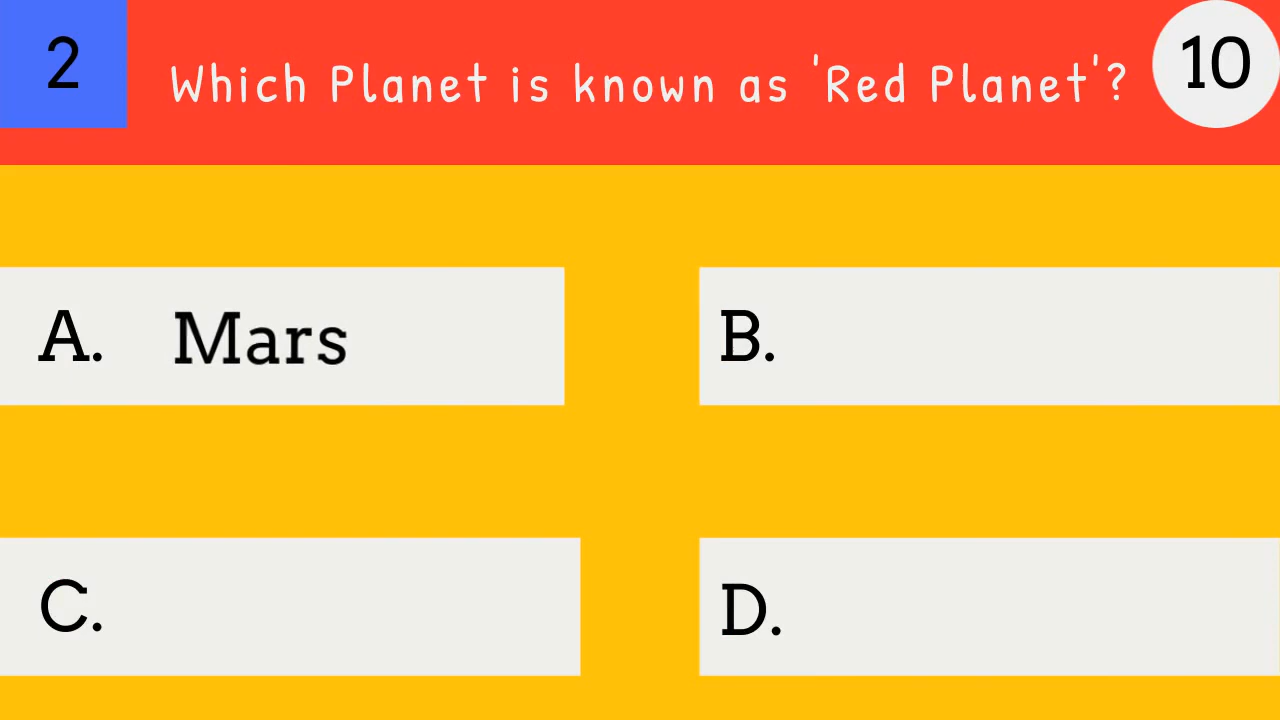 2
Which Planet is known as 'Red Planet'?
10
A. Mars
B.
C.
D.